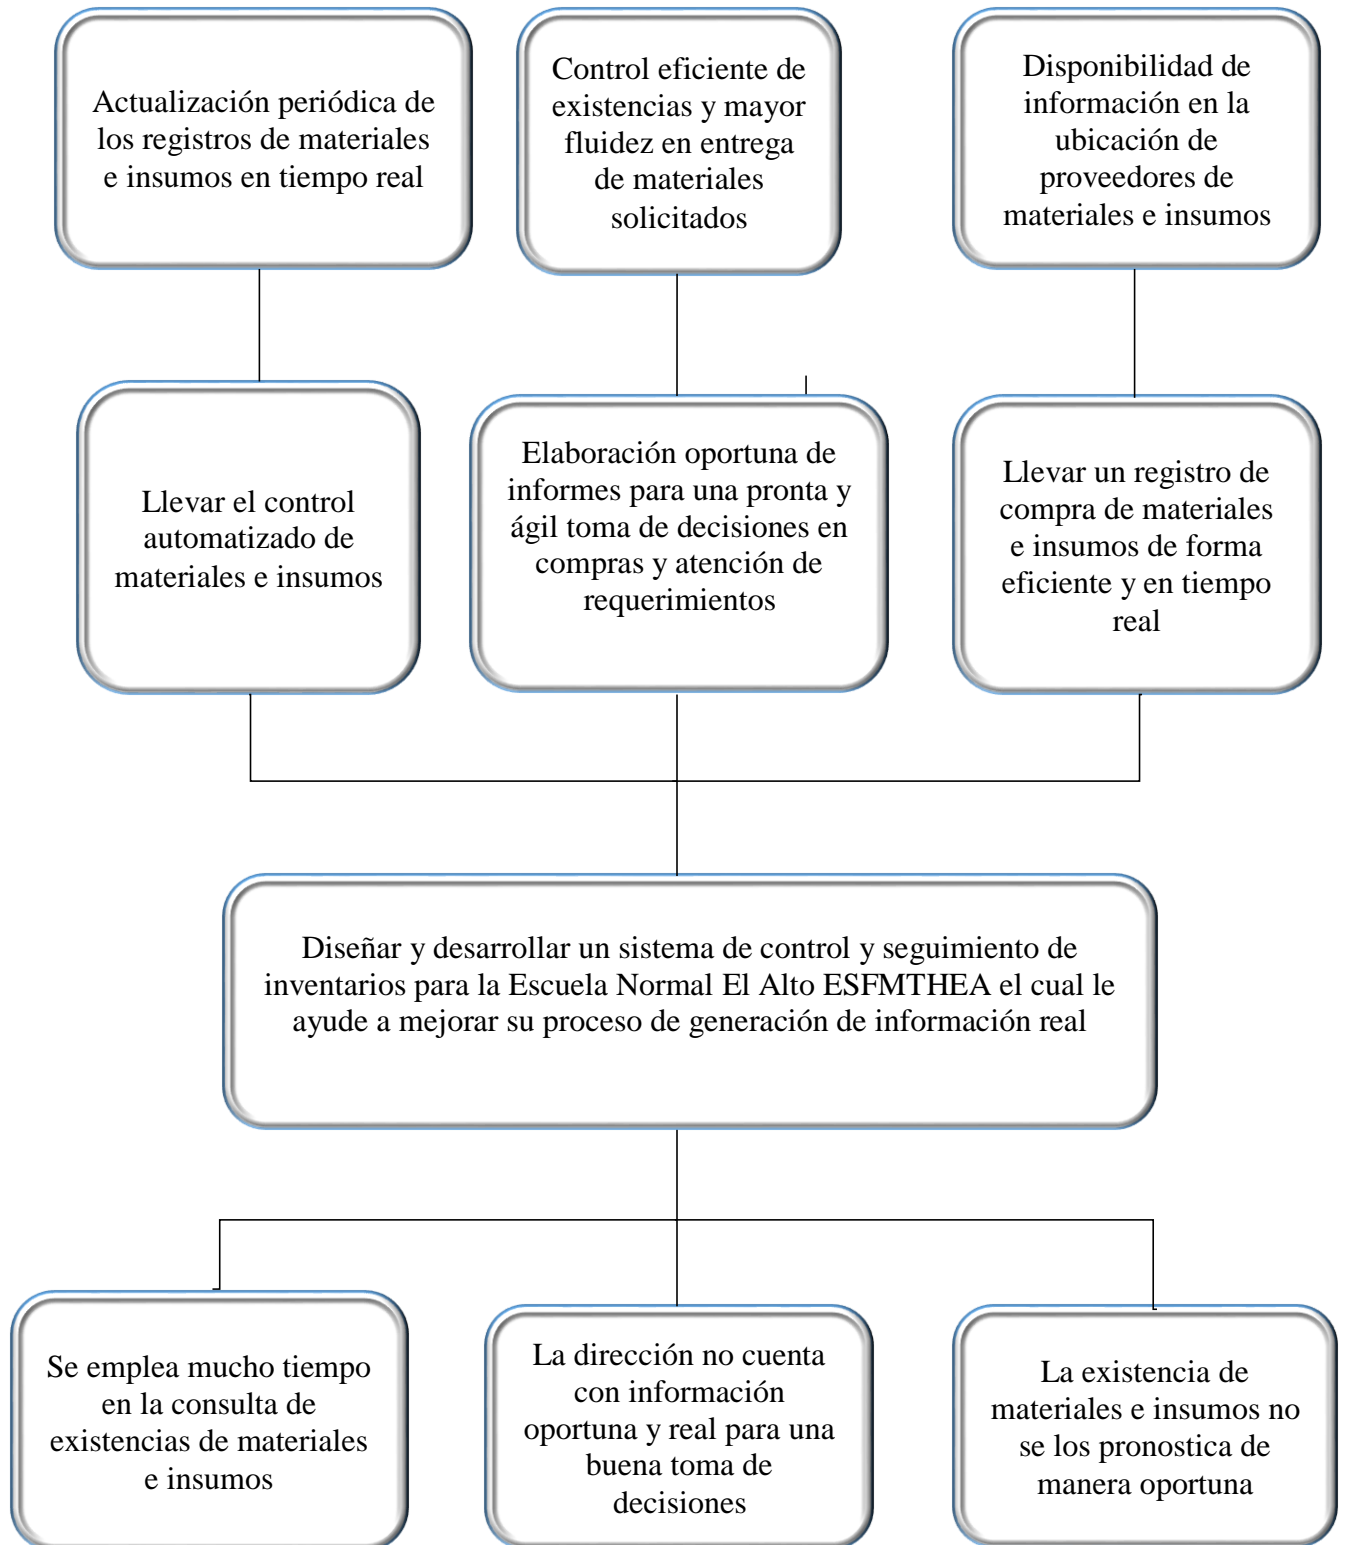 Actualización periódica de
los registros de materiales
e insumos en tiempo real
Control eficiente de
existencias y mayor
fluidez en entrega
de materiales
solicitados
Disponibilidad de
información en la
ubicación de
proveedores de
materiales e insumos
Llevar el control
automatizado de
materiales e insumos
Elaboración oportuna de
informes para una pronta y
ágil toma de decisiones en
compras y atención de
requerimientos
Llevar un registro de
compra de materiales
e insumos de forma
eficiente y en tiempo
real
Diseñar y desarrollar un sistema de control y seguimiento de
inventarios para la Escuela Normal El Alto ESFMTHEA el cual le
ayude a mejorar su proceso de generación de información real
Se emplea mucho tiempo
en la consulta de
existencias de materiales
e insumos
La dirección no cuenta
con información
oportuna y real para una
buena toma de
decisiones
La existencia de
materiales e insumos no
se los pronostica de
manera oportuna